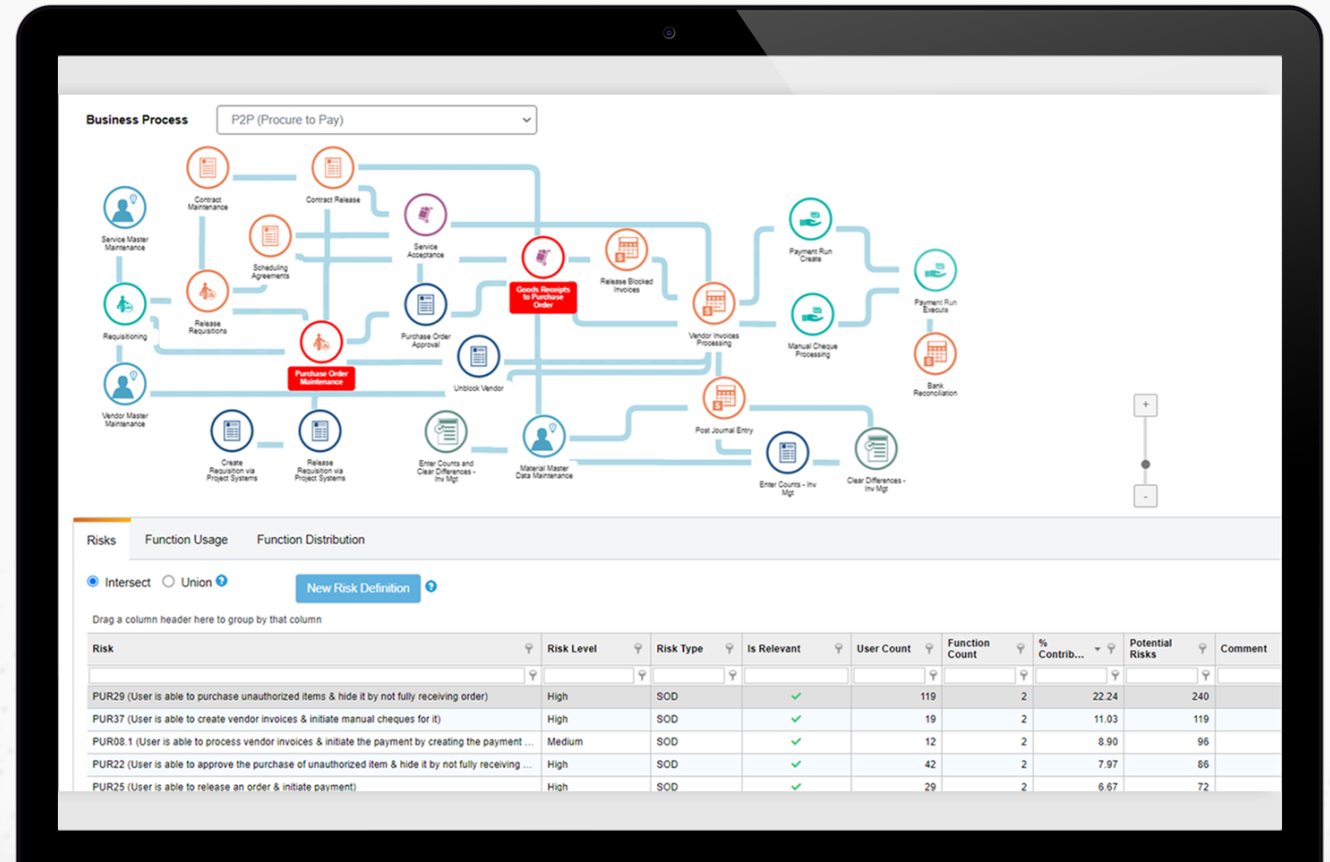 Business Process
P2P (Procure to Pay)
Contract
Maintenance
Contract Release
Service Master
Maintenance
Scheduling
Agreements
Service
Acceptance
Goods Receipts
to Purchase
Order
Release Blocked
Invoices
Payment Run
Create
Payment Run
Execute
Requisitioning
Release
Requisitions
Purchase Order
Maintenance
Purchase Order
Approval
Unblock Vendor
Vendor Invoices
Processing
Manual Cheque
Processing
Bank
Reconciliation
Vendor Master
Maintenance
Create
Requisition via
Project Systems
Release
Requisition via
Project Systems
Enter Counts and
Clear Differences -
Inv Mgt
Material Master
Data Maintenance
Post Journal Entry
Enter Counts - Inv
Mgt
Clear Differences -
Inv Mgt
+
-
Risks Function Usage Function Distribution
Intersect Union ? New Risk Definition ?
Drag a column header here to group by that column
Risk Risk Level Risk Type Is Relevant User Count Function Count % Contrib... Potential Risks Comment
PUR29 (User is able to purchase unauthorized items & hide it by not fully receiving order) High SOD 119 2 22.24 240
PUR37 (User is able to create vendor invoices & initiate manual cheques for it) High SOD 19 2 11.03 119
PUR08.1 (User is able to process vendor invoices & initiate the payment by creating the payment ... Medium SOD 12 2 8.90 96
PUR22 (User is able to approve the purchase of unauthorized item & hide it by not fully receiving ... High SOD 42 2 7.97 86
PUR25 (User is able to release an order & initiate payment) High SOD 29 2 6.67 72